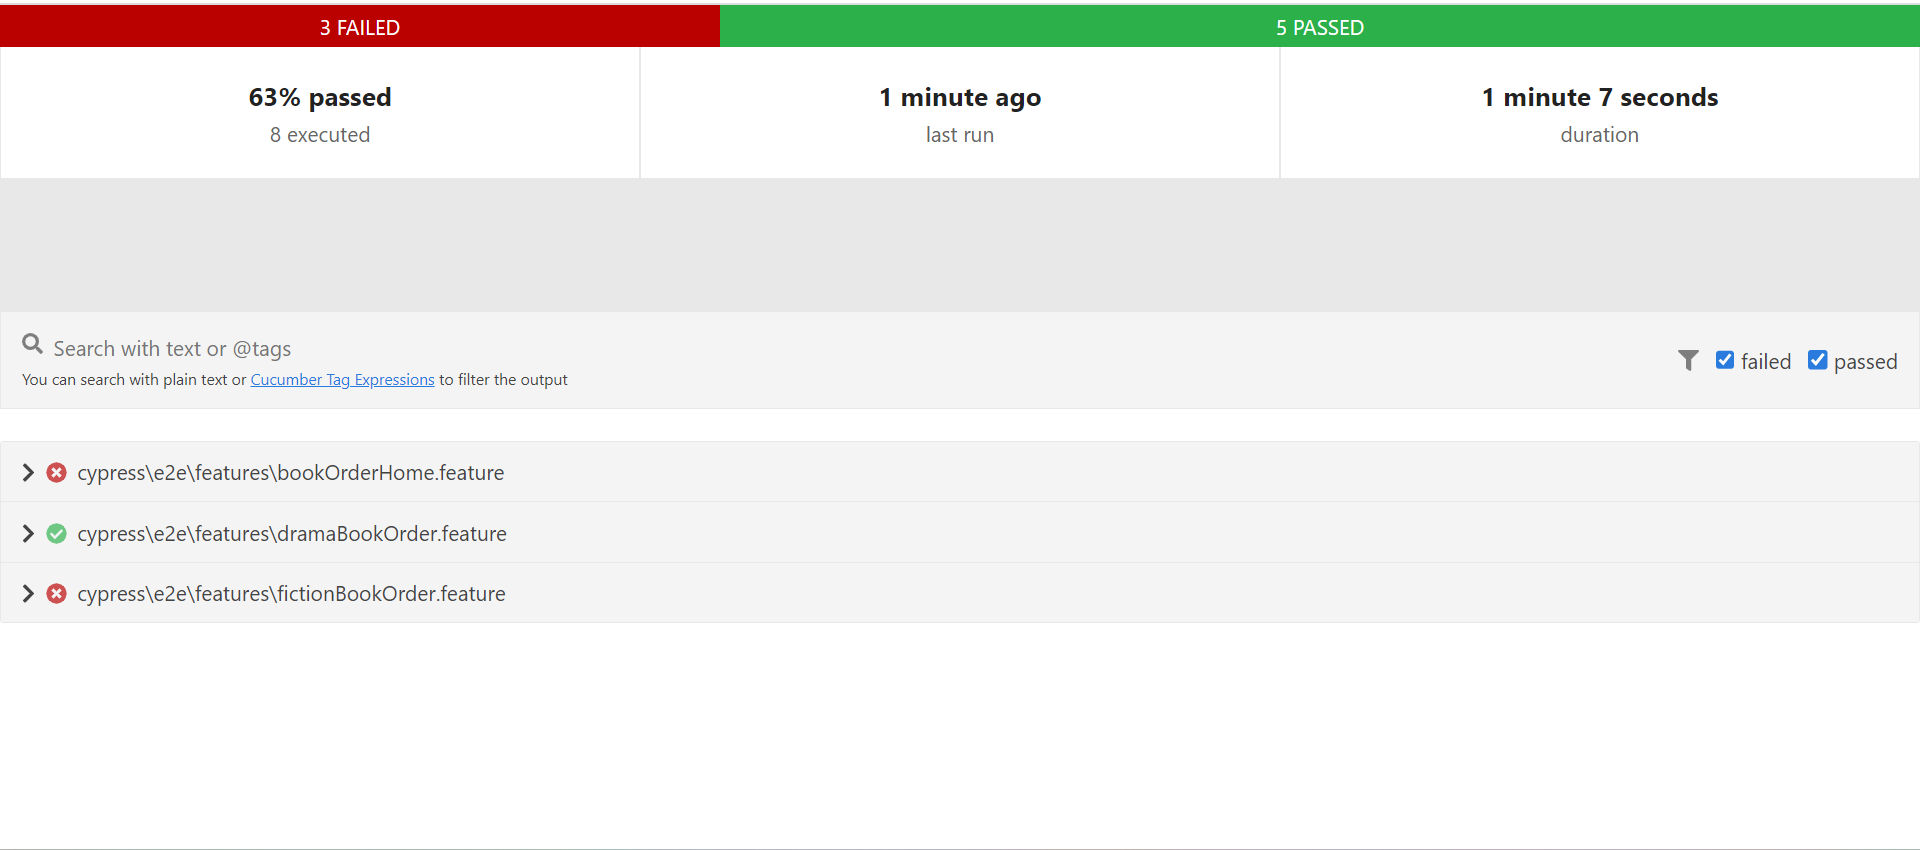 3 FAILED
5 PASSED
63% passed
8 executed
1 minute ago
last run
1 minute 7 seconds
duration
Search with text or @tags
You can search with plain text or Cucumber Tag Expressions to filter the output
failed
passed
cypress\e2e\features\bookOrderHome.feature
cypress\e2e\features\dramaBookOrder.feature
cypress\e2e\features\fictionBookOrder.feature